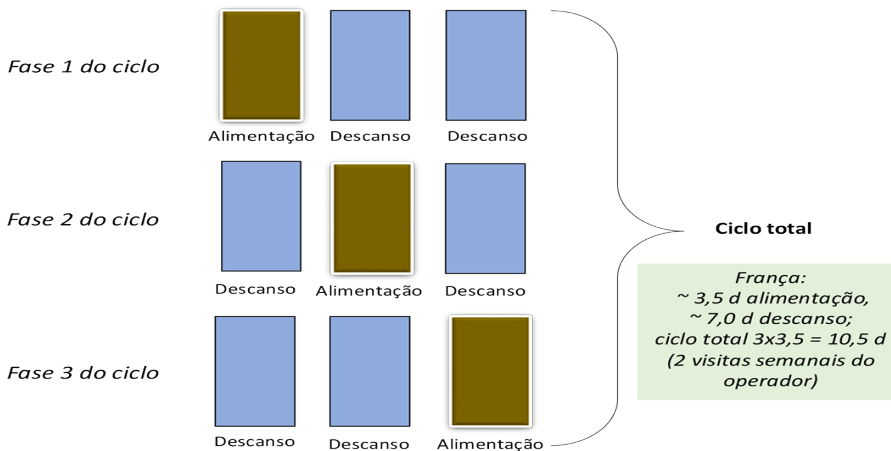 Fase 1 do ciclo
Alimentação Descanso Descanso
Fase 2 do ciclo
Descanso Alimentação Descanso
Fase 3 do ciclo
Descanso Descanso Alimentação
Ciclo total
França:
~ 3,5 d alimentação,
~ 7,0 d descanso;
ciclo total 3x3,5 = 10,5 d
(2 visitas semanais do
operador)